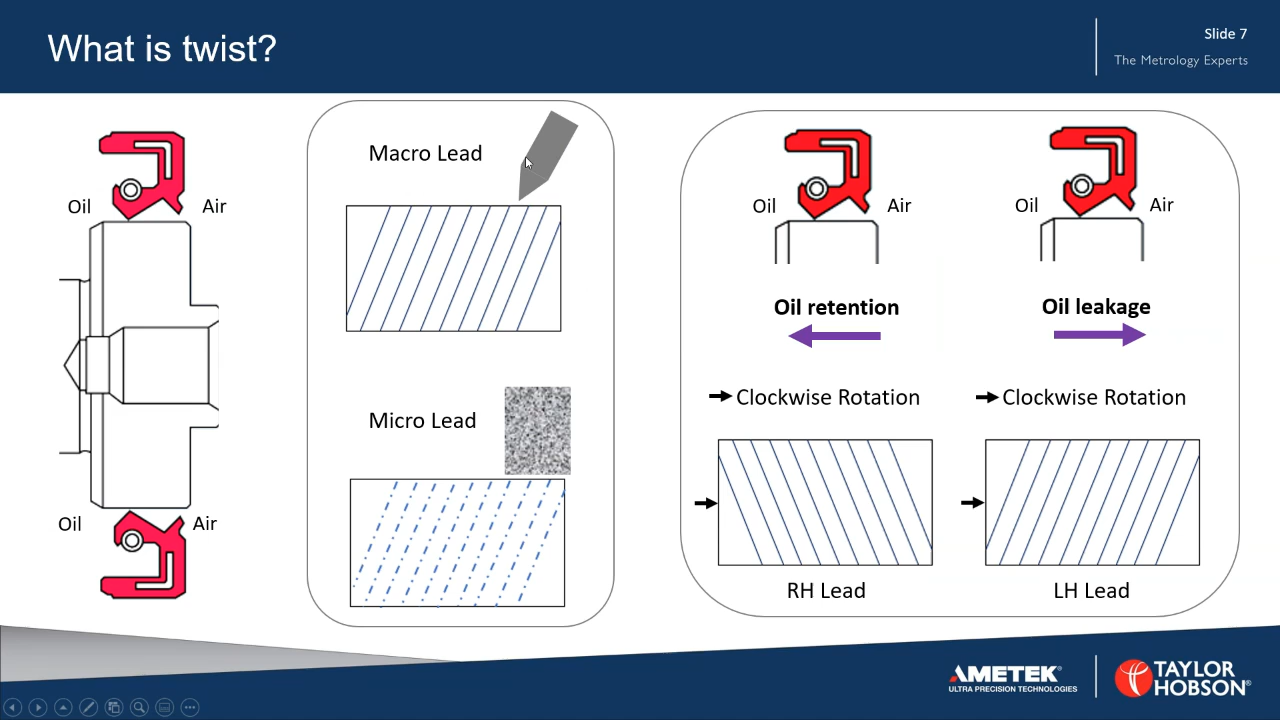 What is twist?
Slide 7
The Metrology Experts
Oil
Air
Oil
Air
Macro Lead
Micro Lead
Oil
Air
Oil
Air
Oil retention
Oil leakage
Clockwise Rotation
Clockwise Rotation
RH Lead
LH Lead
AMETEK®
ULTRA PRECISION TECHNOLOGIES
TAYLOR
HOBSON®